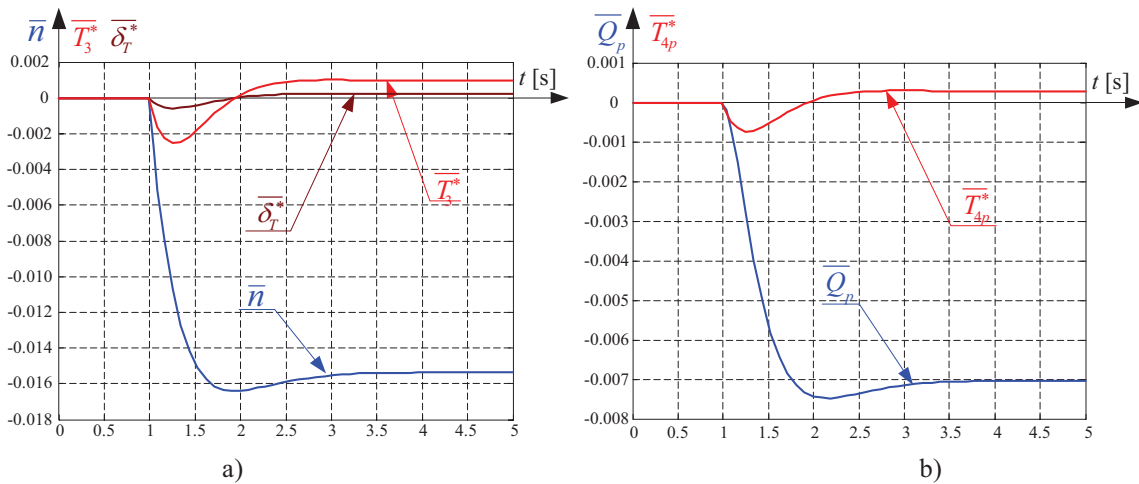 n̅ T̅₃* δ̅_T*
0.002
0
-0.002
-0.004
-0.006
-0.008
-0.010
-0.012
-0.014
-0.016
-0.018
t [s]
T̅₃*
δ̅_T*
n̅
0 0.5 1 1.5 2 2.5 3 3.5 4 4.5 5
a)
Q̅_p T̅_4p*
0.001
0
-0.001
-0.002
-0.003
-0.004
-0.005
-0.006
-0.007
-0.008
t [s]
T̅_4p*
Q̅_p
0 0.5 1 1.5 2 2.5 3 3.5 4 4.5 5
b)